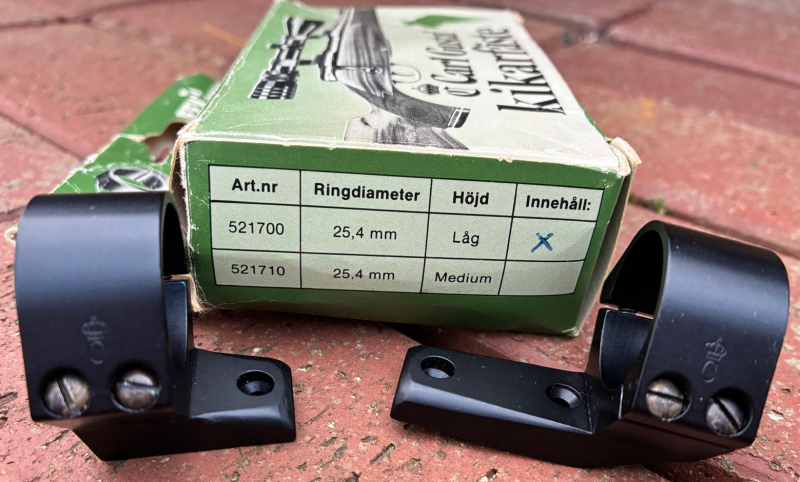 Carl Gustaf
kikarfäste
Art.nr Ringdiameter Höjd Innehåll:
521700 25,4 mm Låg X
521710 25,4 mm Medium